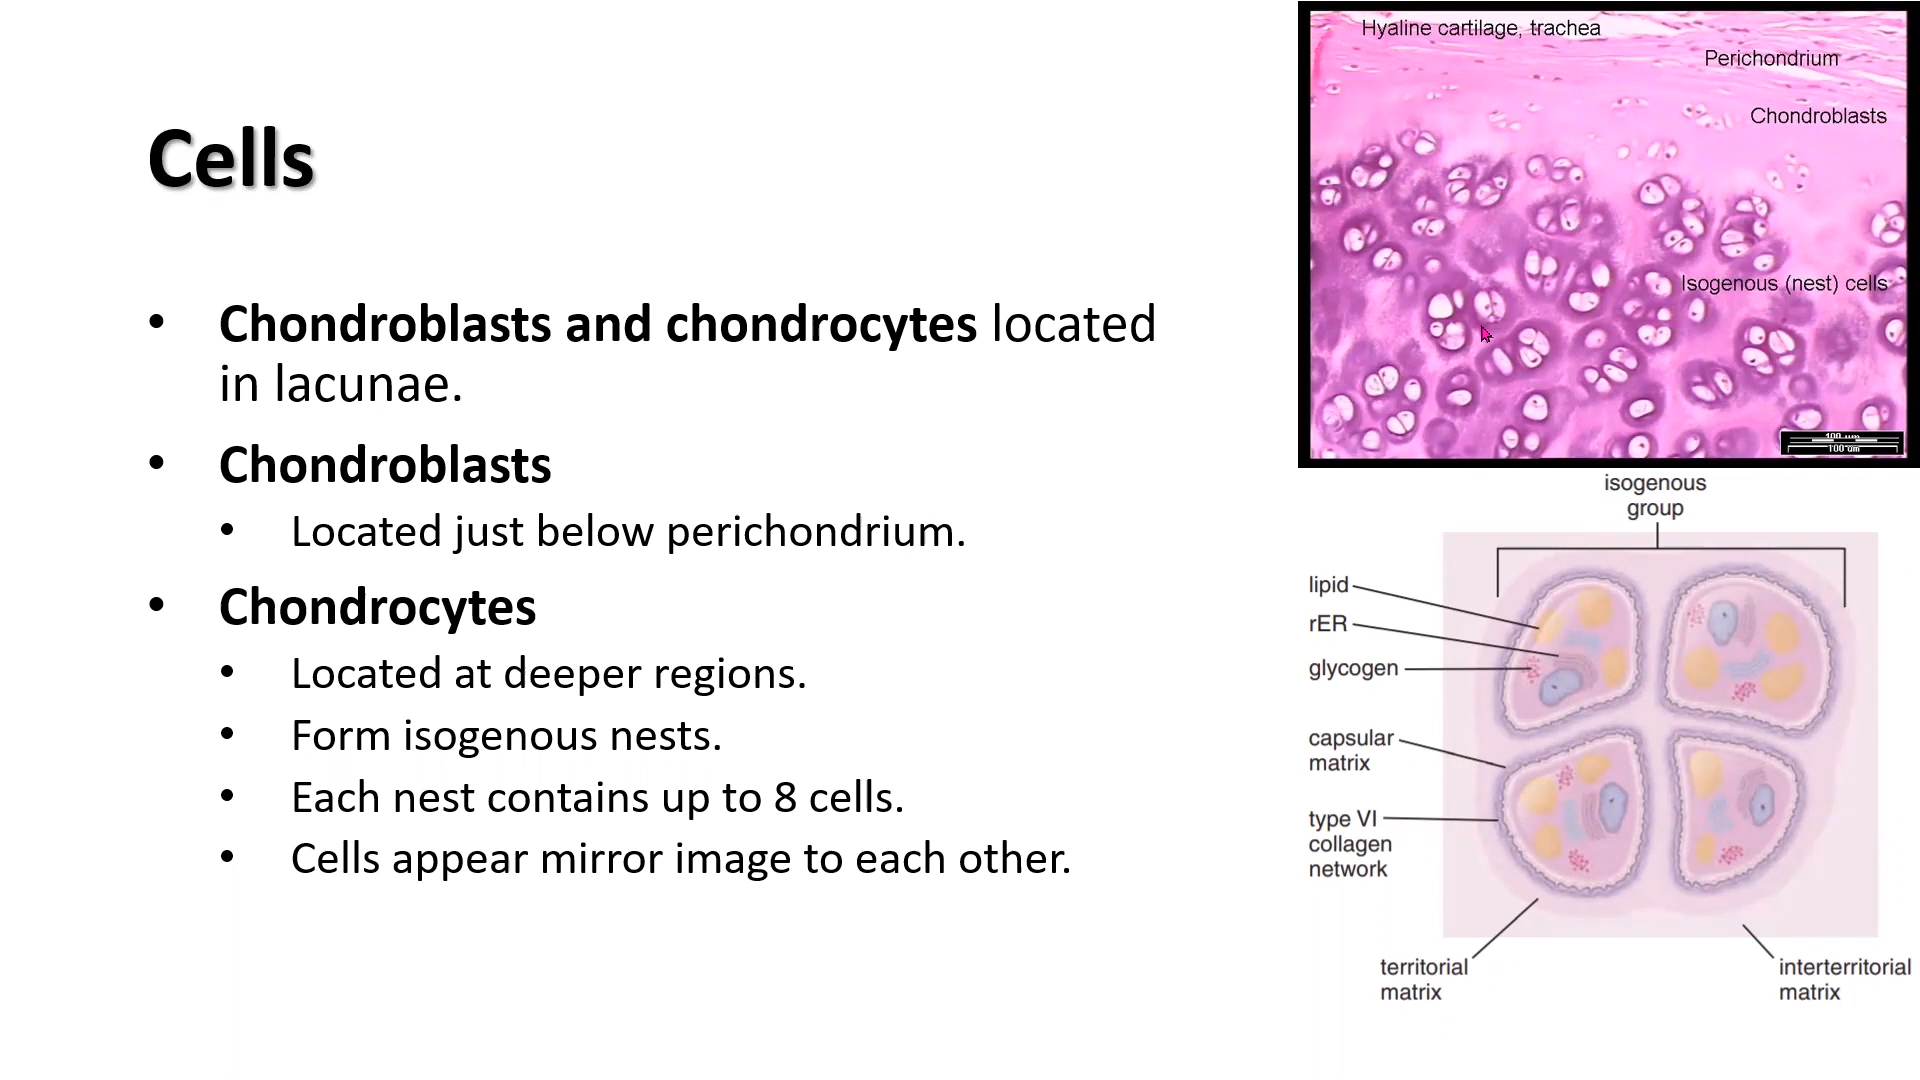 Cells
• Chondroblasts and chondrocytes located
in lacunae.
• Chondroblasts
• Located just below perichondrium.
• Chondrocytes
• Located at deeper regions.
• Form isogenous nests.
• Each nest contains up to 8 cells.
• Cells appear mirror image to each other.
Hyaline cartilage, trachea
Perichondrium
Chondroblasts
Isogenous (nest) cells
100 um
100 um
isogenous
group
lipid
rER
glycogen
capsular
matrix
type VI
collagen
network
territorial
matrix
interterritorial
matrix